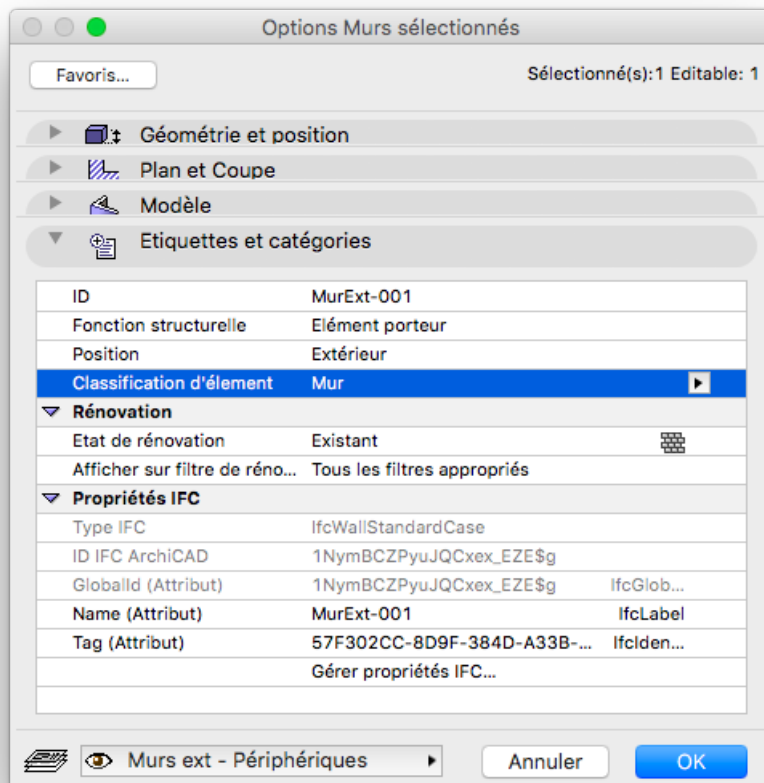 Options Murs sélectionnés
Favoris... Sélectionné(s):1 Editable: 1
Géométrie et position
Plan et Coupe
Modèle
Etiquettes et catégories
ID MurExt-001
Fonction structurelle Elément porteur
Position Extérieur
Classification d'élement Mur
Rénovation
Etat de rénovation Existant
Afficher sur filtre de réno... Tous les filtres appropriés
Propriétés IFC
Type IFC IfcWallStandardCase
ID IFC ArchiCAD 1NymBCZPyuJQCxex_EZE$g
GlobalId (Attribut) 1NymBCZPyuJQCxex_EZE$g IfcGlob...
Name (Attribut) MurExt-001 IfcLabel
Tag (Attribut) 57F302CC-8D9F-384D-A33B-... IfcIden...
Gérer propriétés IFC...
Murs ext - Périphériques Annuler OK